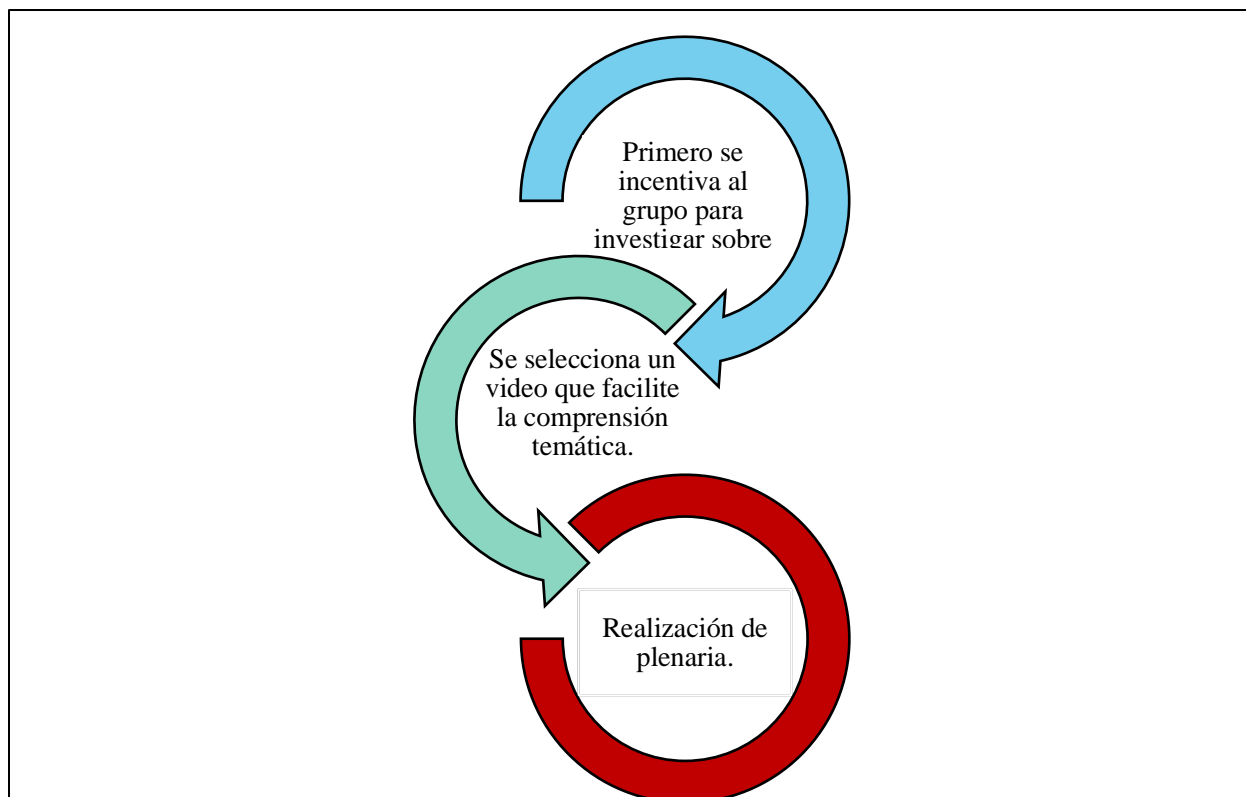 Primero se
incentiva al
grupo para
investigar sobre
Se selecciona un
video que facilite
la comprensión
temática.
Realización de
plenaria.